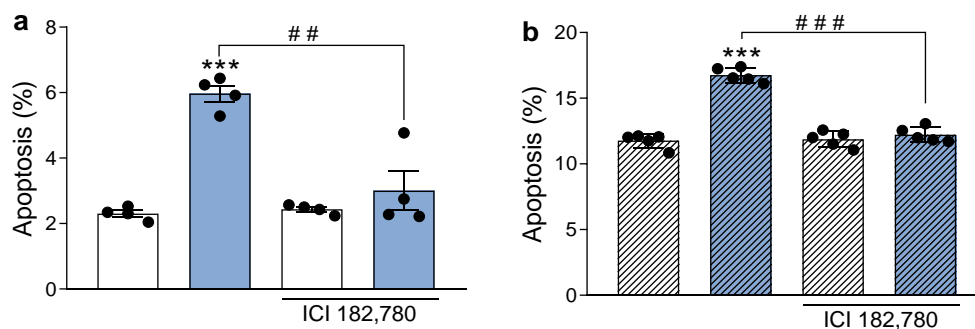 a
Apoptosis (%)
8
6
4
2
0
***
# #
ICI 182,780
b
Apoptosis (%)
20
15
10
5
0
***
# # #
ICI 182,780